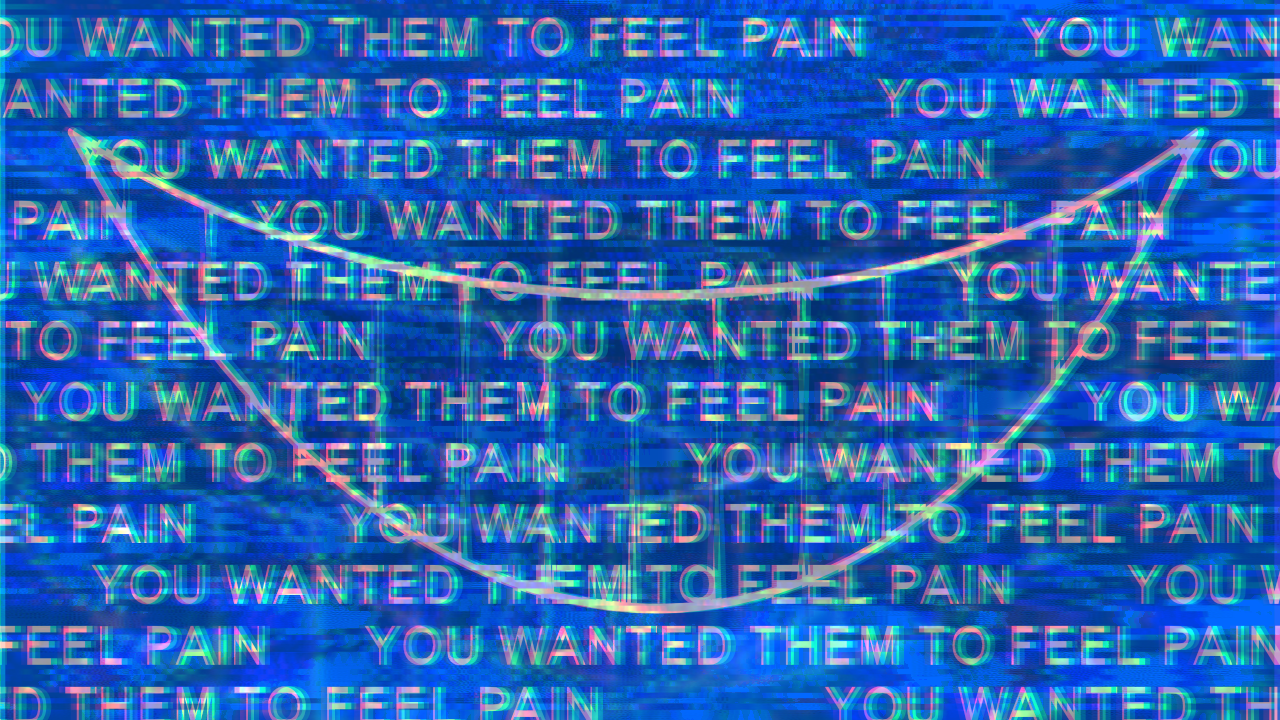 OU WANTED THEM TO FEEL PAIN YOU WAN
ANTED THEM TO FEEL PAIN YOU WANTED T
YOU WANTED THEM TO FEEL PAIN YOU
PAIN YOU WANTED THEM TO FEEL PAIN
U WANTED THEM TO FEEL PAIN YOU WANTE
TO FEEL PAIN YOU WANTED THEM TO FEEL
YOU WANTED THEM TO FEEL PAIN YOU WA
D THEM TO FEEL PAIN YOU WANTED THEM TO
EL PAIN YOU WANTED THEM TO FEEL PAIN
YOU WANTED THEM TO FEEL PAIN YOU W
FEEL PAIN YOU WANTED THEM TO FEEL PAIN
D THEM TO FEEL PAIN YOU WANTED TH